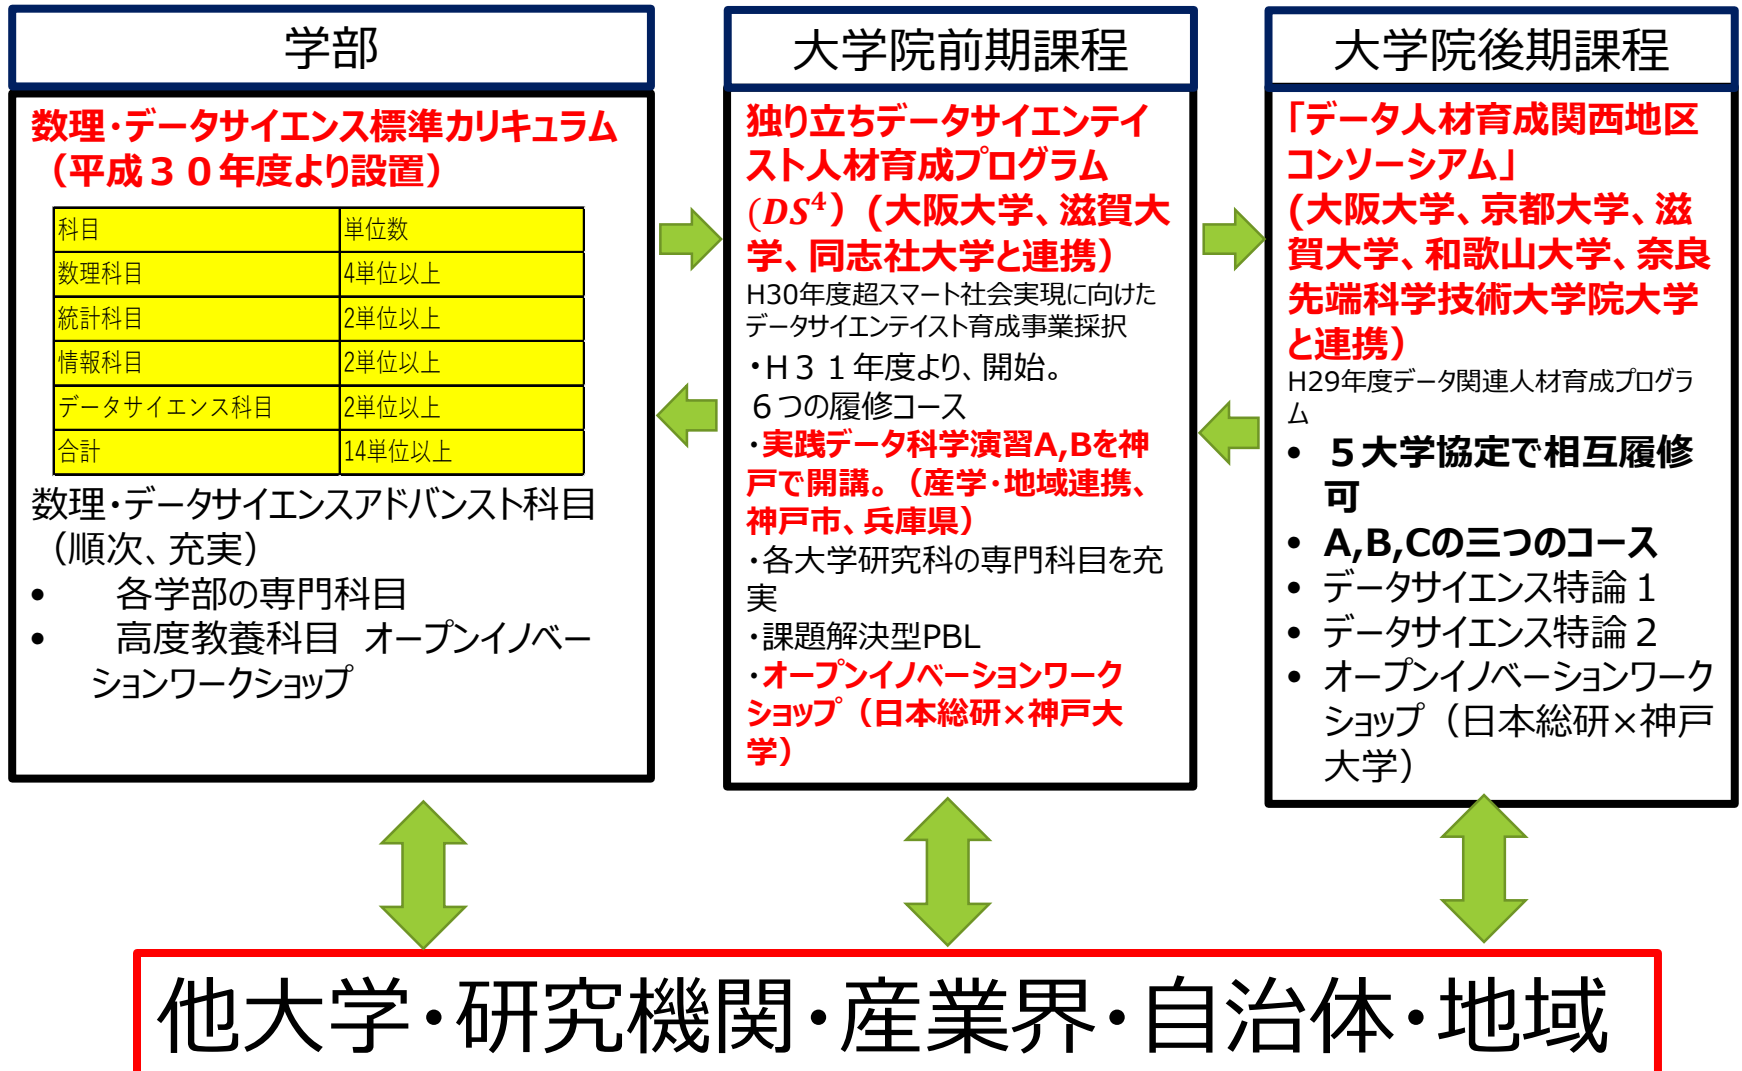 学部
数理・データサイエンス標準カリキュラム
（平成３０年度より設置）
科目 単位数
数理科目 4単位以上
統計科目 2単位以上
情報科目 2単位以上
データサイエンス科目 2単位以上
合計 14単位以上
数理・データサイエンスアドバンスト科目
（順次、充実）
• 各学部の専門科目
• 高度教養科目 オープンイノベー
ションワークショップ
大学院前期課程
独り立ちデータサイエンテイ
スト人材育成プログラム
(DS⁴）(大阪大学、滋賀大
学、同志社大学と連携）
H30年度超スマート社会実現に向けた
データサイエンテイスト育成事業採択
・H３１年度より、開始。
６つの履修コース
・実践データ科学演習A,Bを神
戸で開講。（産学・地域連携、
神戸市、兵庫県）
・各大学研究科の専門科目を充
実
・課題解決型PBL
・オープンイノベーションワーク
ショップ（日本総研×神戸大
学）
大学院後期課程
「データ人材育成関西地区
コンソーシアム」
(大阪大学、京都大学、滋
賀大学、和歌山大学、奈良
先端科学技術大学院大学
と連携）
H29年度データ関連人材育成プログラ
ム
• ５大学協定で相互履修
可
• A,B,Cの三つのコース
• データサイエンス特論１
• データサイエンス特論２
• オープンイノベーションワーク
ショップ（日本総研×神戸
大学）
他大学・研究機関・産業界・自治体・地域